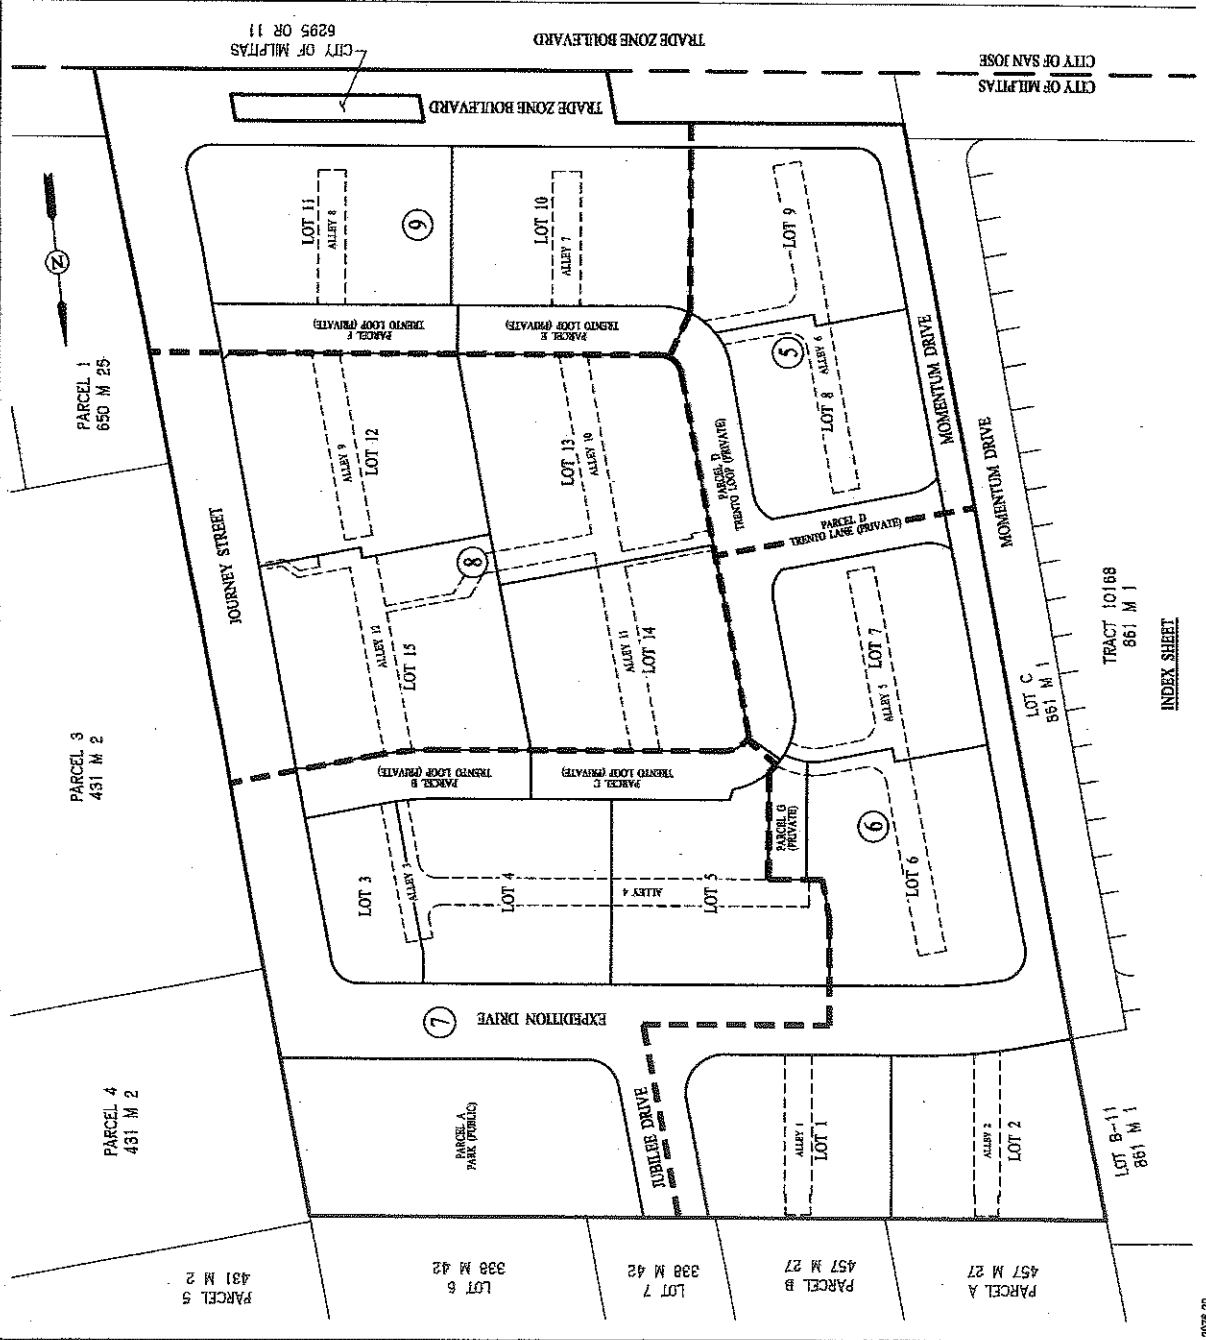 CITY OF MILPITAS
6295 OR 11
TRADE ZONE BOULEVARD
CITY OF SAN JOSE
CITY OF MILPITAS
TRADE ZONE BOULEVARD
N
PARCEL 1
650 M 25
LOT 11
ALLEY 8
9
LOT 10
ALLEY 7
LOT 9
PARCEL F
TRENTO LOOP (PRIVATE)
PARCEL E
TRENTO LOOP (PRIVATE)
5
ALLEY 6
LOT 8
MOMENTUM DRIVE
MOMENTUM DRIVE
ALLEY 9
LOT 12
LOT 13
ALLEY 10
PARCEL D
TRENTO LOOP (PRIVATE)
PARCEL D
TRENTO LANE (PRIVATE)
JOURNEY STREET
8
ALLEY 12
LOT 15
ALLEY 11
LOT 14
LOT 7
ALLEY 5
TRACT 10168
861 M 1
LOT C
861 M 1
INDEX SHEET
PARCEL 3
431 M 2
PARCEL B
TRENTO LOOP (PRIVATE)
PARCEL C
TRENTO LOOP (PRIVATE)
PARCEL G
(PRIVATE)
6
LOT 3
ALLEY 3
LOT 4
ALLEY 4
LOT 5
LOT 6
7
EXPEDITION DRIVE
PARCEL 4
431 M 2
PARCEL A
PARK (PUBLIC)
JUBILEE DRIVE
ALLEY 1
LOT 1
ALLEY 2
LOT 2
LOT B-11
861 M 1
PARCEL 5
431 M 2
LOT 6
338 M 42
LOT 7
338 M 42
PARCEL B
457 M 27
PARCEL A
457 M 27